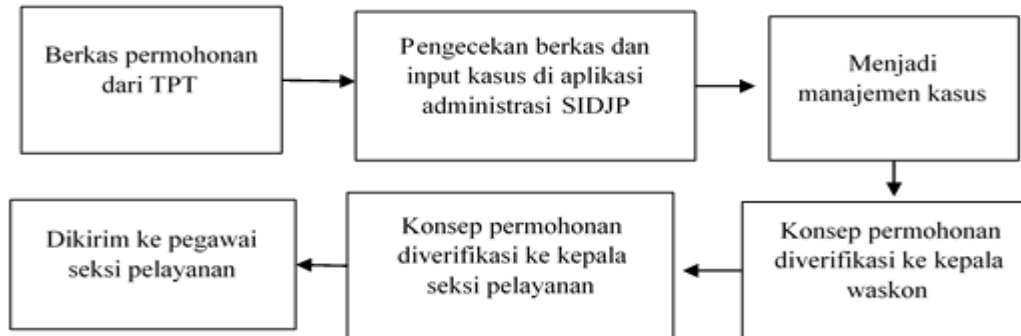 Berkas permohonan
dari TPT
Pengecekan berkas dan
input kasus di aplikasi
administrasi SIDJP
Menjadi
manajemen kasus
Konsep permohonan
diverifikasi ke kepala
waskon
Konsep permohonan
diverifikasi ke kepala
seksi pelayanan
Dikirim ke pegawai
seksi pelayanan